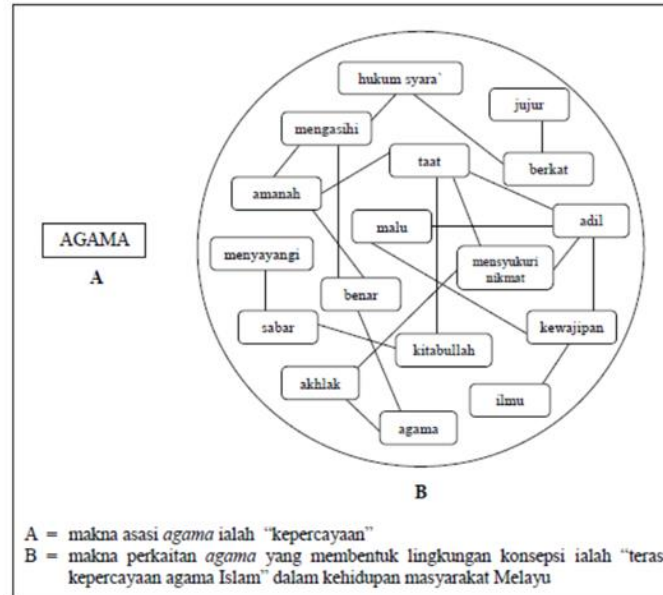 hukum syara`
jujur
mengasihi
taat
berkat
amanah
malu
adil
AGAMA
A
menyayangi
mensyukuri
nikmat
benar
sabar
kewajipan
kitabullah
akhlak
ilmu
agama
B
A = makna asasi agama ialah “kepercayaan”
B = makna perkaitan agama yang membentuk lingkungan konsepsi ialah “teras
kepercayaan agama Islam” dalam kehidupan masyarakat Melayu